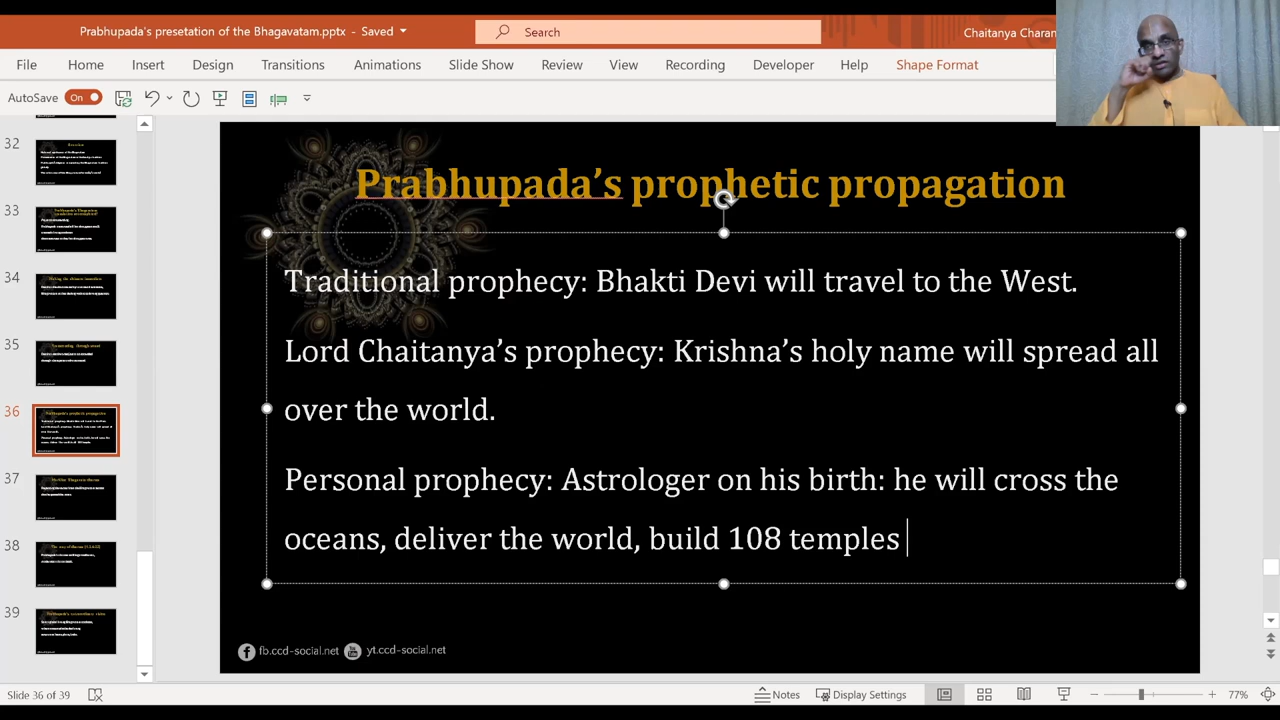 Prabhupada's presetation of the Bhagavatam.pptx - Saved
Search
Chaitanya Charan
File Home Insert Design Transitions Animations Slide Show Review View Recording Developer Help Shape Format
AutoSave On
32
33
34
35
36
37
38
39
Prabhupada’s prophetic propagation
Traditional prophecy: Bhakti Devi will travel to the West.
Lord Chaitanya’s prophecy: Krishna’s holy name will spread all
over the world.
Personal prophecy: Astrologer on his birth: he will cross the
oceans, deliver the world, build 108 temples
fb.ccd-social.net yt.ccd-social.net
Slide 36 of 39 Notes Display Settings 77%